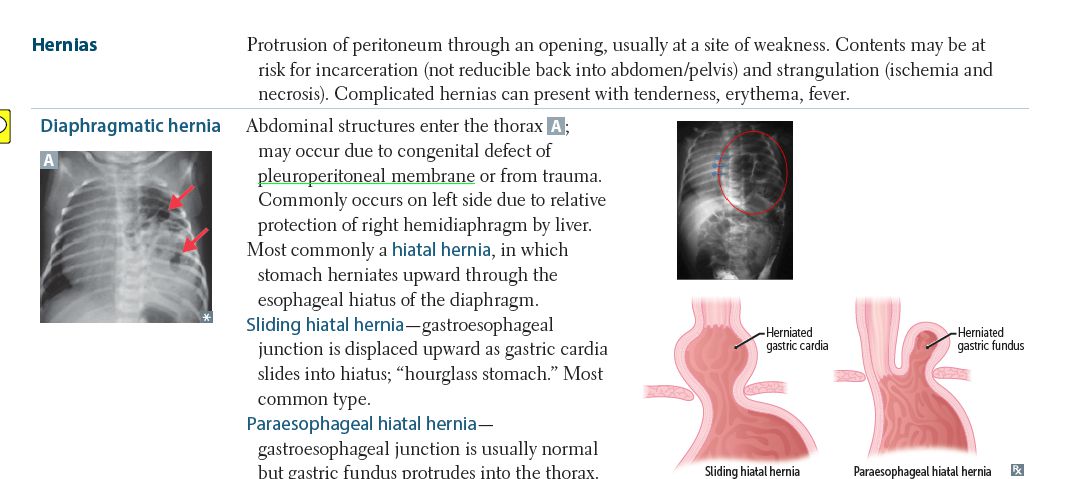 Hernias
Protrusion of peritoneum through an opening, usually at a site of weakness. Contents may be at
risk for incarceration (not reducible back into abdomen/pelvis) and strangulation (ischemia and
necrosis). Complicated hernias can present with tenderness, erythema, fever.
Diaphragmatic hernia
A
Abdominal structures enter the thorax A;
may occur due to congenital defect of
pleuroperitoneal membrane or from trauma.
Commonly occurs on left side due to relative
protection of right hemidiaphragm by liver.
Most commonly a hiatal hernia, in which
stomach herniates upward through the
esophageal hiatus of the diaphragm.
Sliding hiatal hernia—gastroesophageal
junction is displaced upward as gastric cardia
slides into hiatus; “hourglass stomach.” Most
common type.
Paraesophageal hiatal hernia—
gastroesophageal junction is usually normal
but gastric fundus protrudes into the thorax.
Herniated
gastric cardia
Sliding hiatal hernia
Herniated
gastric fundus
Paraesophageal hiatal hernia
℞